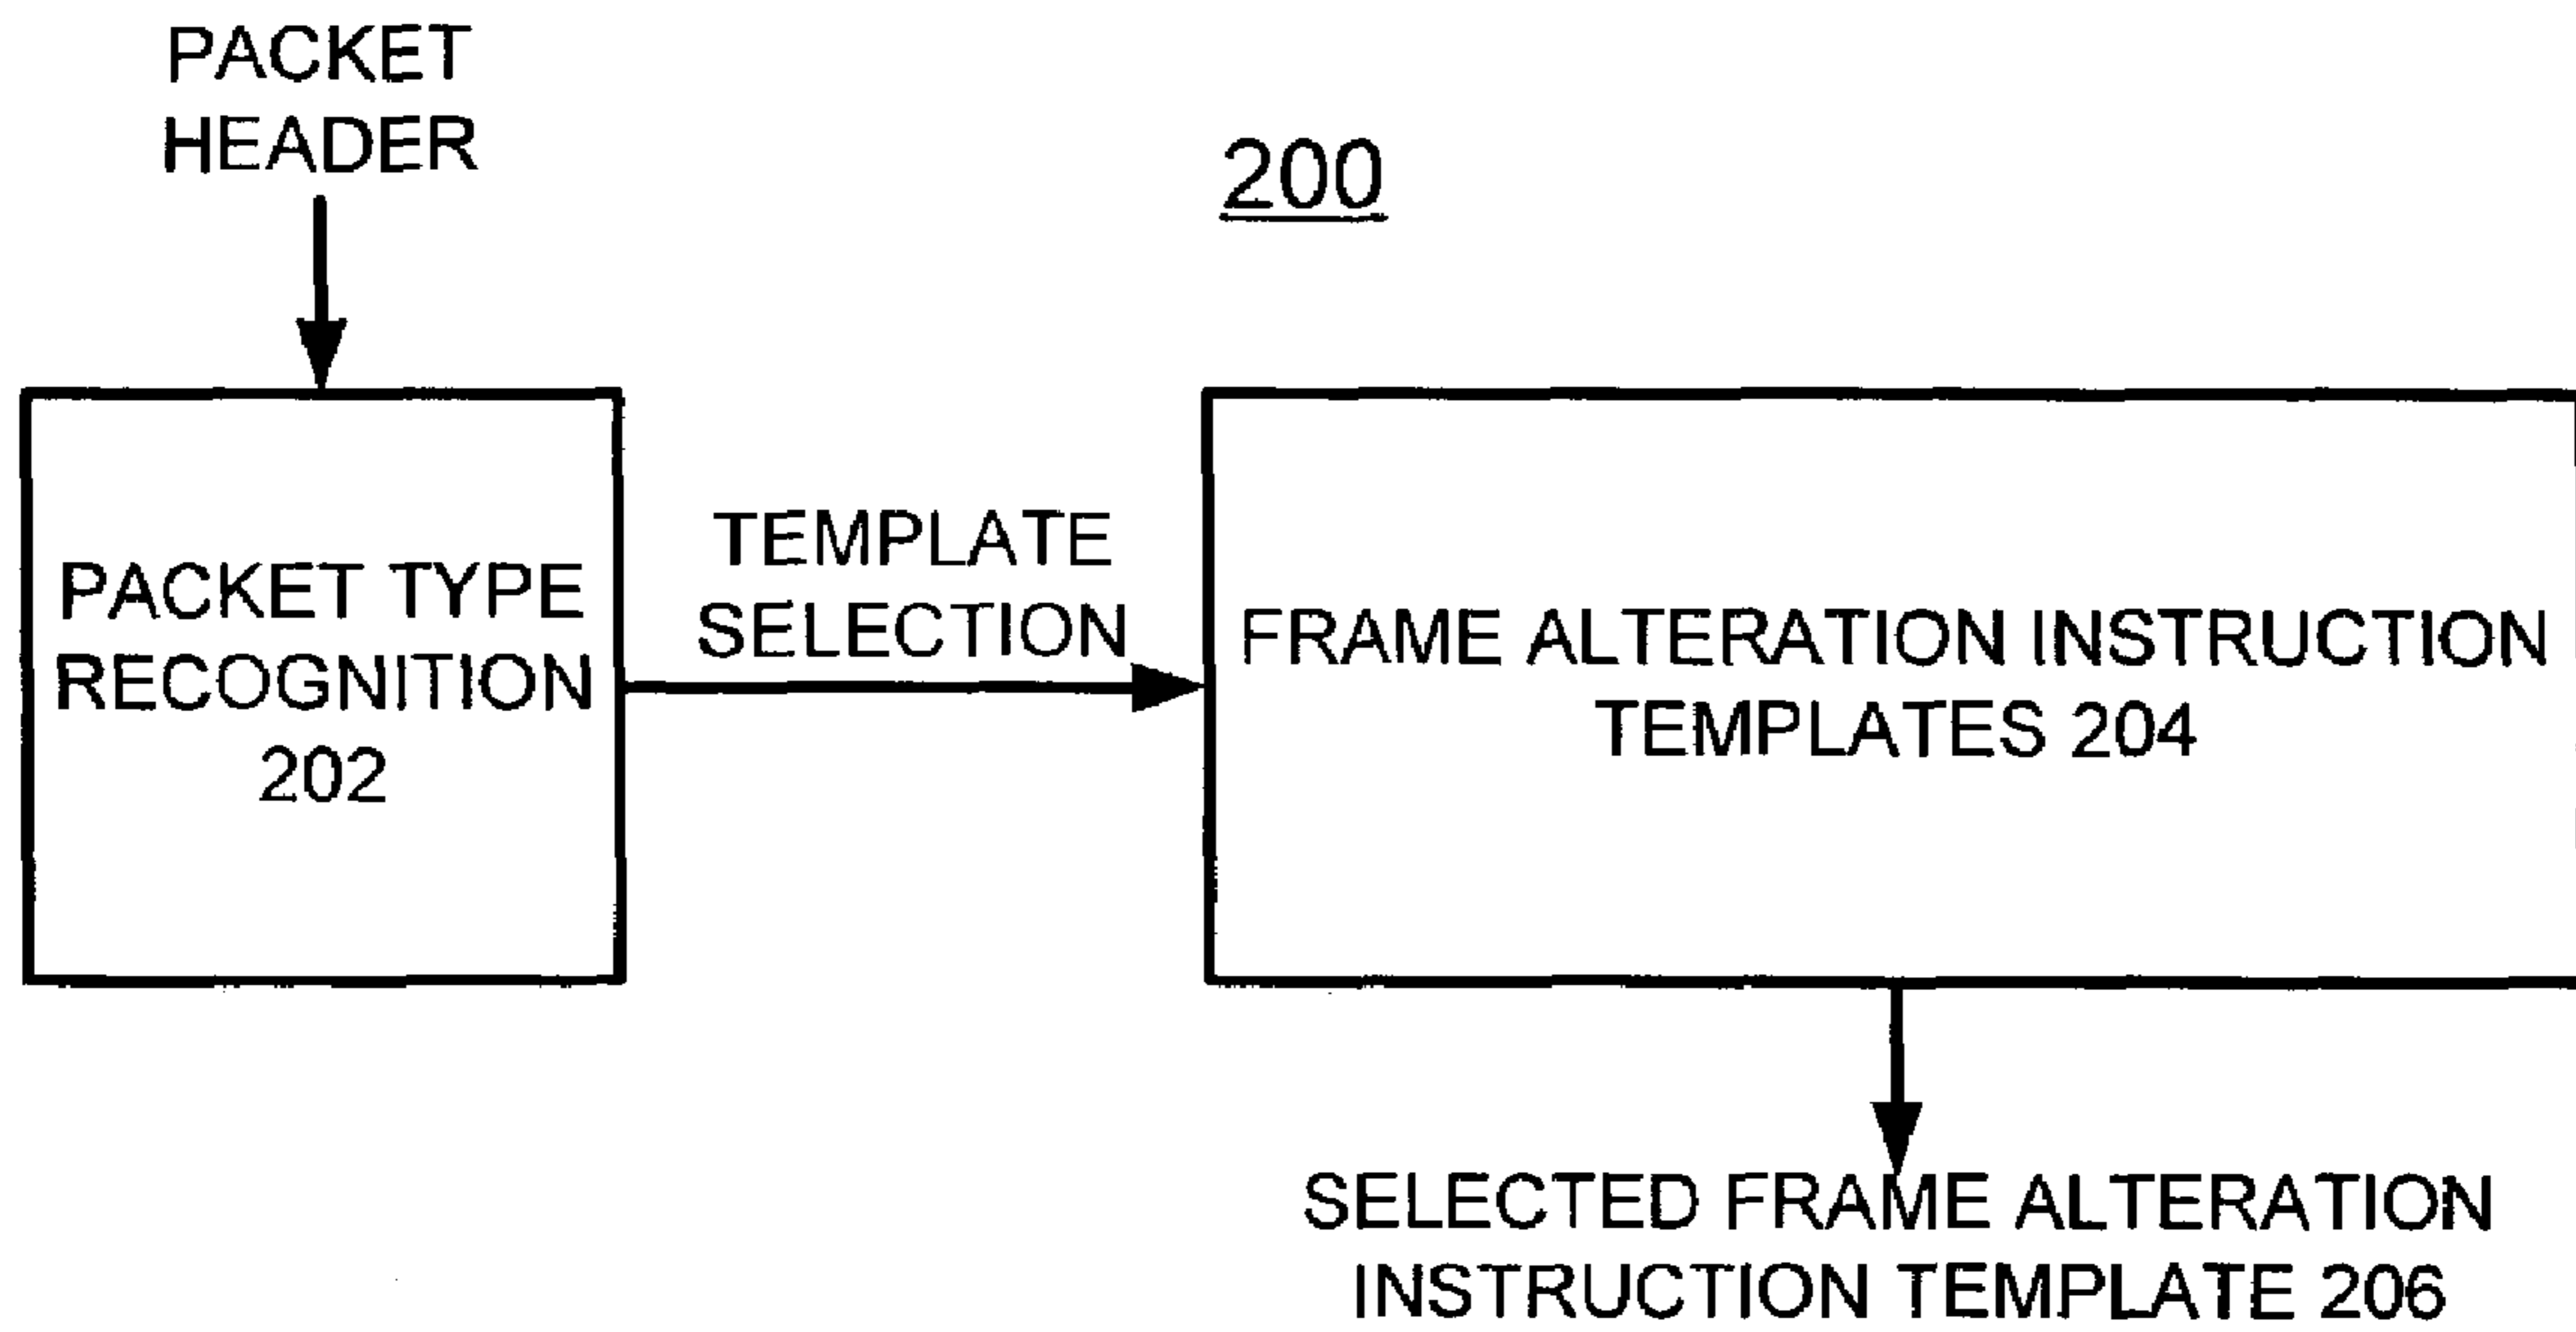 PACKET
HEADER
200
PACKET TYPE
RECOGNITION
202
TEMPLATE
SELECTION
FRAME ALTERATION INSTRUCTION
TEMPLATES 204
SELECTED FRAME ALTERATION
INSTRUCTION TEMPLATE 206